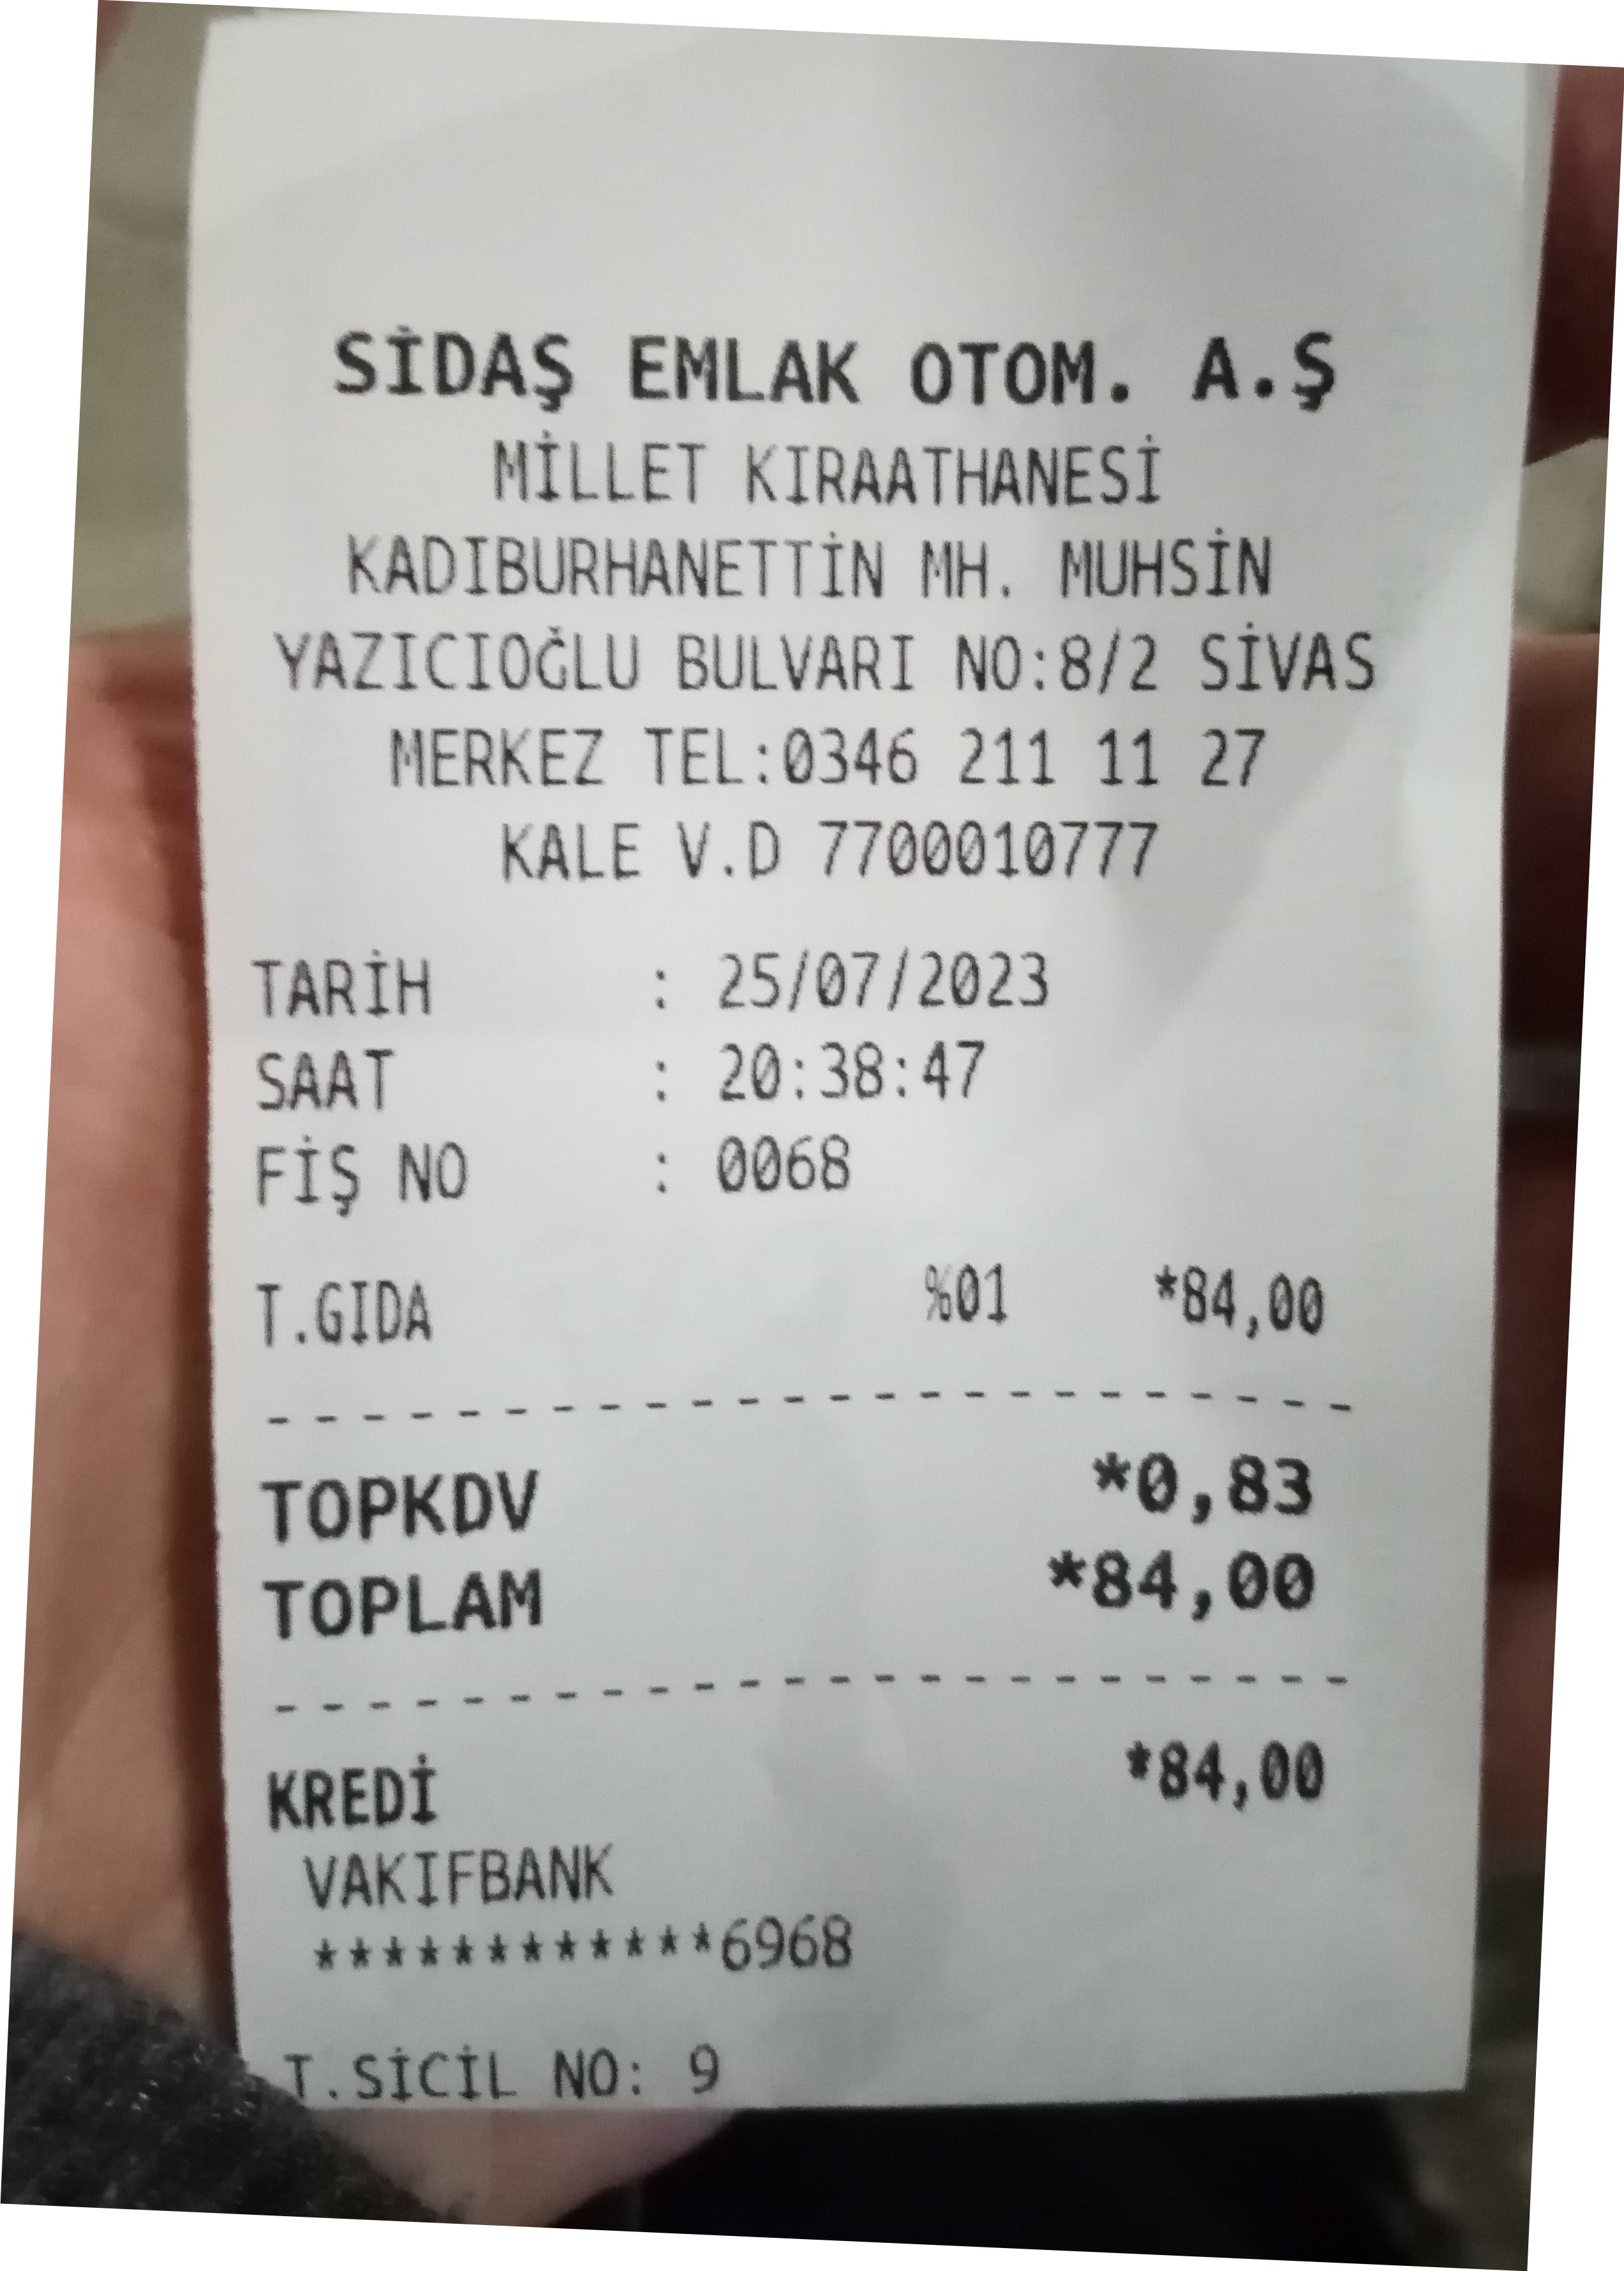 SİDAŞ EMLAK OTOM. A.Ş
MİLLET KIRAATHANESİ
KADIBURHANETTİN MH. MUHSİN
YAZICIOĞLU BULVARI NO:8/2 SİVAS
MERKEZ TEL:0346 211 11 27
KALE V.D 7700010777
TARİH : 25/07/2023
SAAT : 20:38:47
FİŞ NO : 0068
T.GIDA %01 *84,00
- - - - - - - - - - - - - - - - - - - - - - - -
TOPKDV *0,83
TOPLAM *84,00
- - - - - - - - - - - - - - - - - - - - - - - -
KREDİ *84,00
VAKIFBANK
************6968
T.SİCİL NO: 9